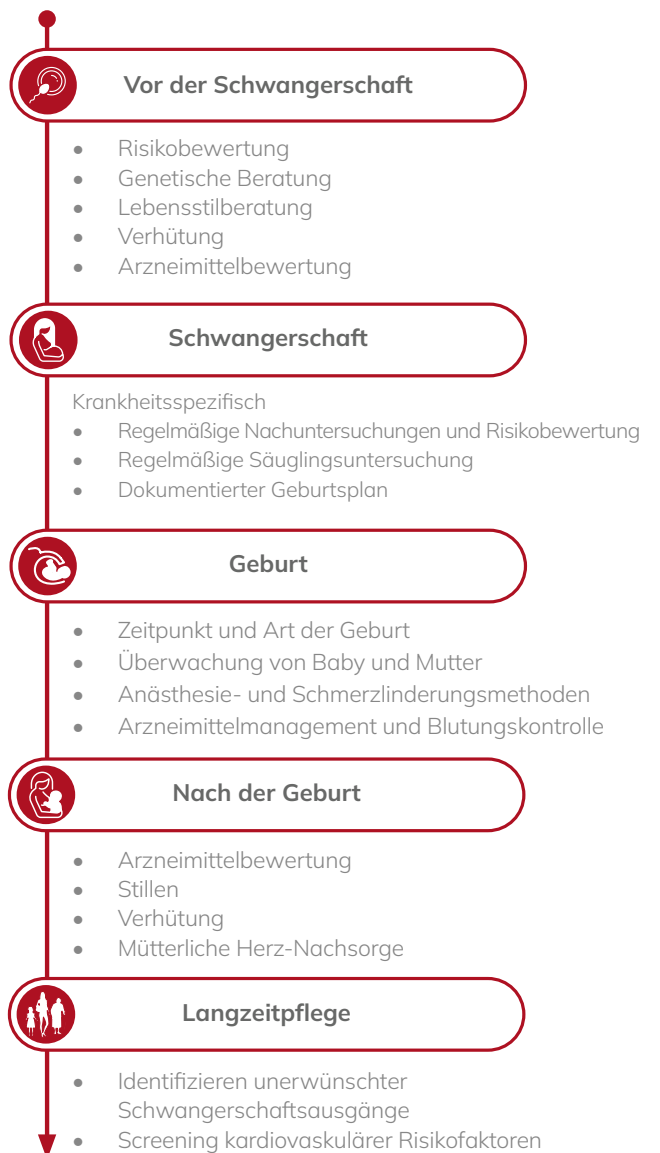 Vor der Schwangerschaft
• Risikobewertung
• Genetische Beratung
• Lebensstilberatung
• Verhütung
• Arzneimittelbewertung
Schwangerschaft
Krankheitsspezifisch
• Regelmäßige Nachuntersuchungen und Risikobewertung
• Regelmäßige Säuglingsuntersuchung
• Dokumentierter Geburtsplan
Geburt
• Zeitpunkt und Art der Geburt
• Überwachung von Baby und Mutter
• Anästhesie- und Schmerzlinderungsmethoden
• Arzneimittelmanagement und Blutungskontrolle
Nach der Geburt
• Arzneimittelbewertung
• Stillen
• Verhütung
• Mütterliche Herz-Nachsorge
Langzeitpflege
• Identifizieren unerwünschter
Schwangerschaftsausgänge
• Screening kardiovaskulärer Risikofaktoren